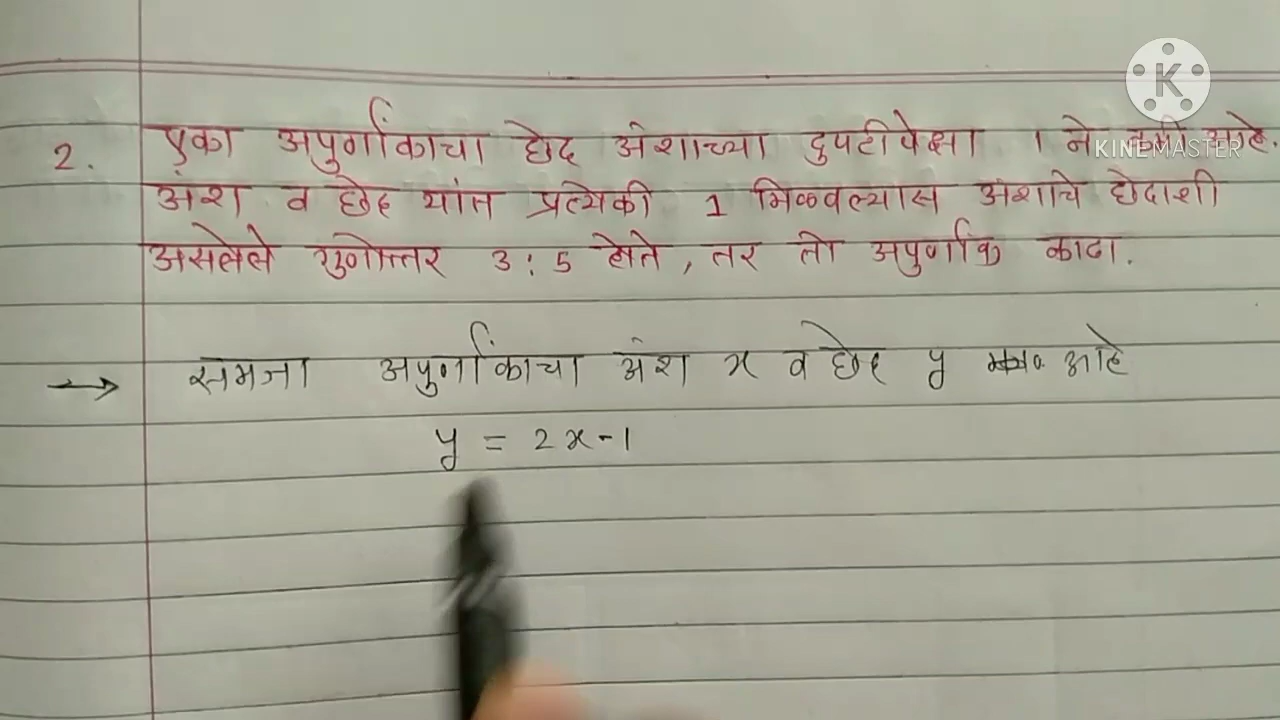 K
KINEMASTER
2. एका अपुर्णांकाचा छेद अंशाच्या दुपटीपेक्षा 1 ने कमी आहे.
अंश व छेद यांत प्रत्येकी 1 मिळवल्यास अंशाचे छेदाशी
असलेले गुणोत्तर 3 : 5 होते, तर तो अपुर्णांक काढा.
→ समजा अपुर्णांकाचा अंश x व छेद y आहे
y = 2x-1